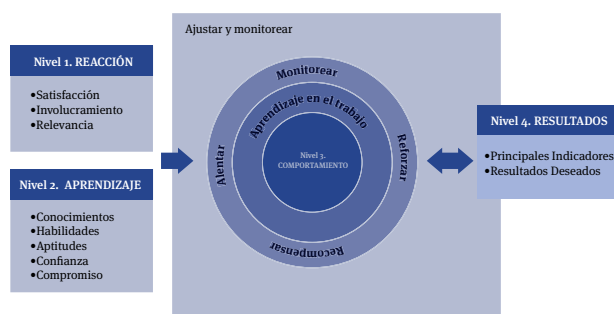 Ajustar y monitorear
Nivel 1. REACCIÓN
•Satisfacción
•Involucramiento
•Relevancia
Nivel 2. APRENDIZAJE
•Conocimientos
•Habilidades
•Aptitudes
•Confianza
•Compromiso
Monitorear
Aprendizaje en el trabajo
Alentar
Nivel 3.
COMPORTAMIENTO
Reforzar
Recompensar
Nivel 4. RESULTADOS
•Principales Indicadores
•Resultados Deseados